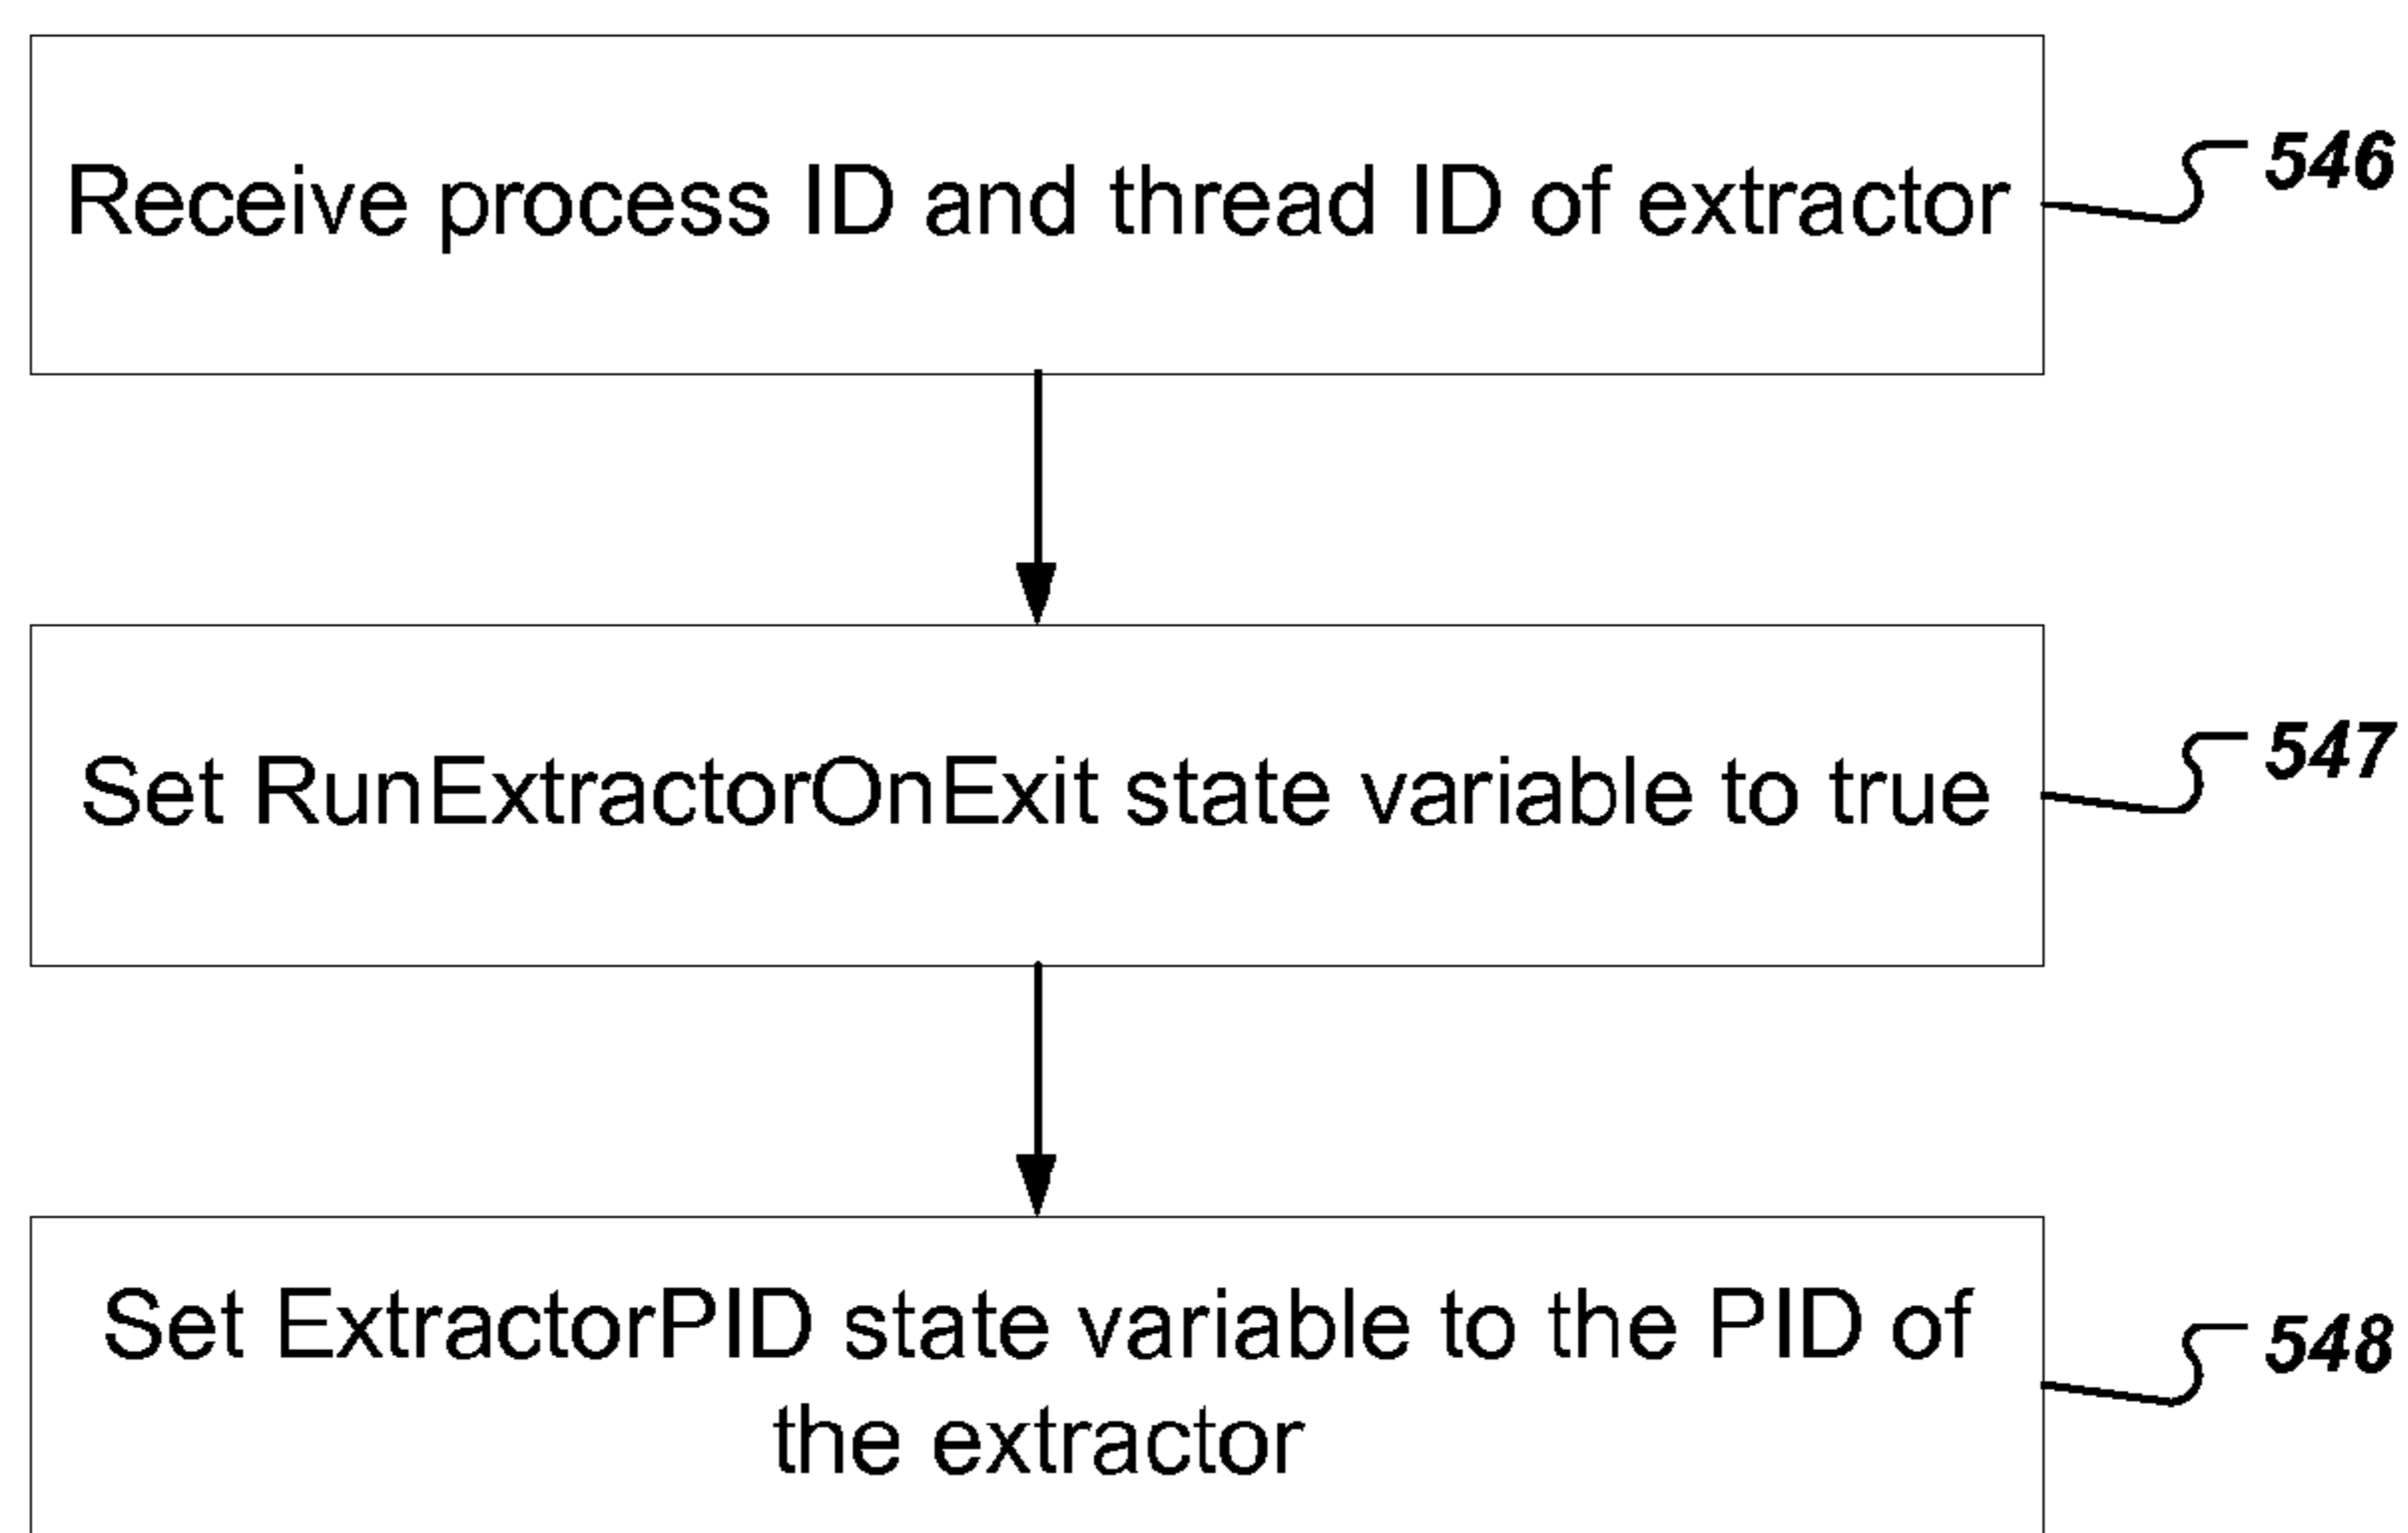 Receive process ID and thread ID of extractor
546
Set RunExtractorOnExit state variable to true
547
Set ExtractorPID state variable to the PID of
the extractor
548